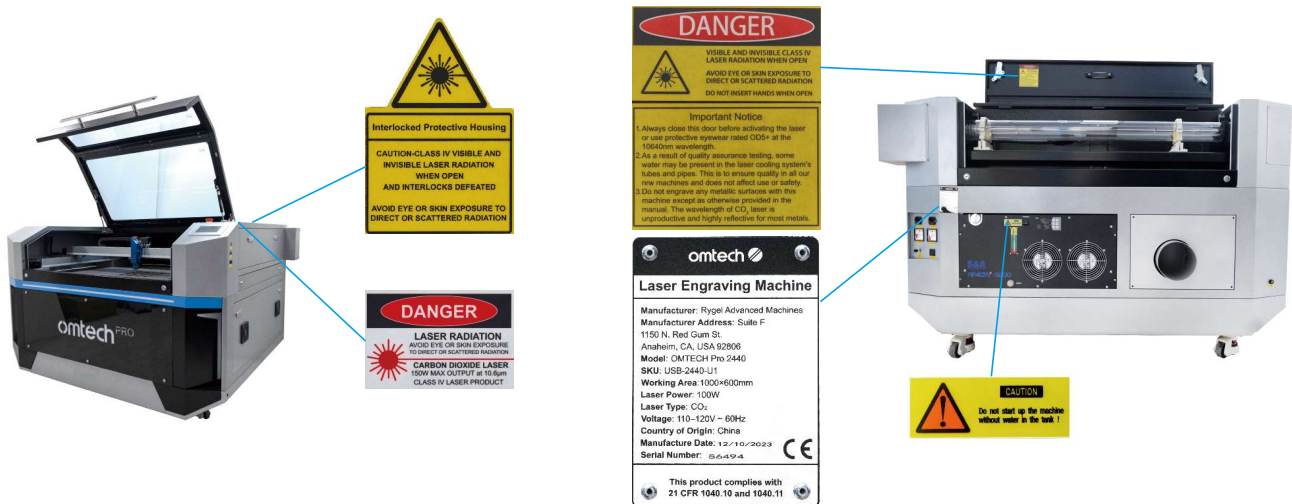 omtech PRO
Interlocked Protective Housing
CAUTION-CLASS IV VISIBLE AND
INVISIBLE LASER RADIATION
WHEN OPEN
AND INTERLOCKS DEFEATED
AVOID EYE OR SKIN EXPOSURE TO
DIRECT OR SCATTERED RADIATION
DANGER
LASER RADIATION
AVOID EYE OR SKIN EXPOSURE
TO DIRECT OR SCATTERED RADIATION
CARBON DIOXIDE LASER
150W MAX OUTPUT at 10.6µm
CLASS IV LASER PRODUCT
DANGER
VISIBLE AND INVISIBLE CLASS IV
LASER RADIATION WHEN OPEN
AVOID EYE OR SKIN EXPOSURE TO
DIRECT OR SCATTERED RADIATION
DO NOT INSERT HANDS WHEN OPEN
Important Notice
1.Always close this door before activating the laser
or use protective eyewear rated OD5+ at the
10640nm wavelength.
2.As a result of quality assurance testing, some
water may be present in the laser cooling system's
tubes and pipes. This is to ensure quality in all our
nrw machines and does not affect use or safety.
3.Do not engrave any metallic surfaces with this
machine except as otherwise provided in the
manual. The wavelength of CO₂ laser is
unproductive and highly reflective for most metals.
omtech
Laser Engraving Machine
Manufacturer: Rygel Advanced Machines
Manufacturer Address: Suite F
1150 N. Red Gum St.
Anaheim, CA, USA 92806
Model: OMTECH Pro 2440
SKU: USB-2440-U1
Working Area:1000×600mm
Laser Power: 100W
Laser Type: CO₂
Voltage: 110-120V ~ 60Hz
Country of Origin: China
Manufacture Date: 12/10/2023
Serial Number: 56494
CE
This product complies with
21 CFR 1040.10 and 1040.11
CAUTION
Do not start up the machine
without water in the tank !